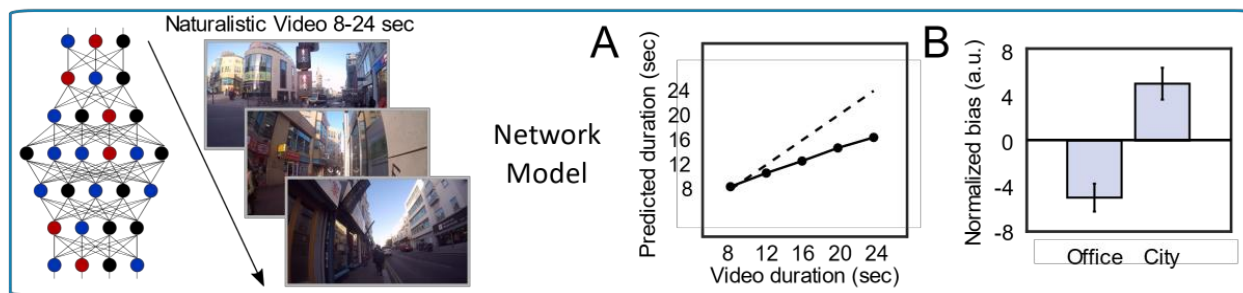 Naturalistic Video 8-24 sec
Network
Model
A
Predicted duration (sec)
24
20
16
12
8
8 12 16 20 24
Video duration (sec)
B
Normalized bias (a.u.)
8
4
0
-4
-8
Office City